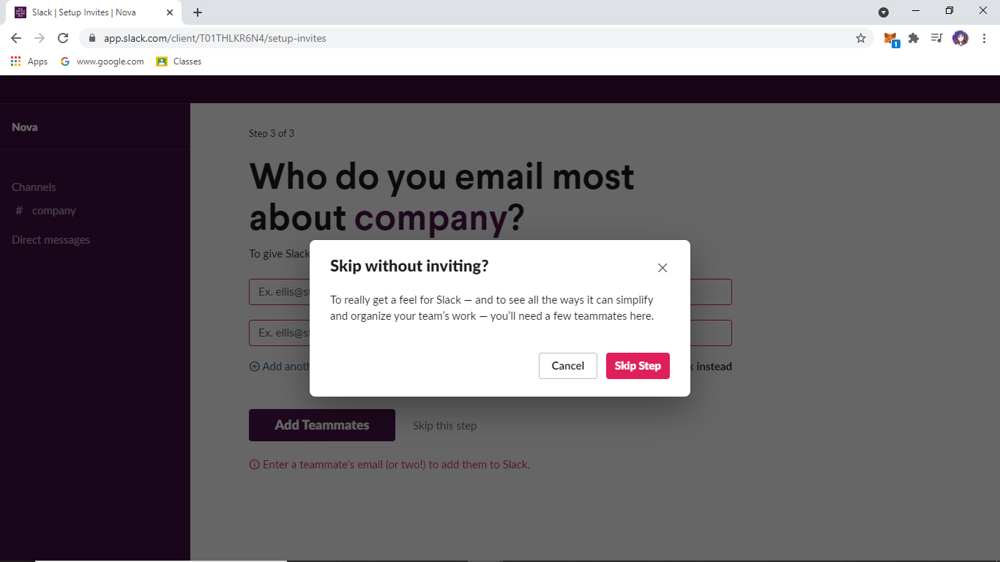 Slack | Setup Invites | Nova
app.slack.com/client/T01THLKR6N4/setup-invites
1
Apps
www.google.com
Classes
Nova
Step 3 of 3
Who do you email most
about company?
To give Slack
Skip without inviting?
To really get a feel for Slack — and to see all the ways it can simplify
and organize your team's work — you'll need a few teammates here.
Cancel
Skip Step
Channels
# company
Direct messages
Ex. ellis@s
Ex. ellis@s
Add anoth
instead
Add Teammates
Skip this step
Enter a teammate's email (or two!) to add them to Slack.